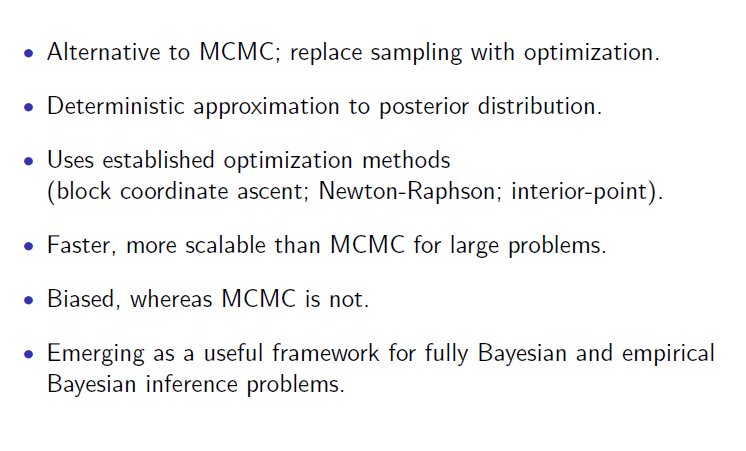 • Alternative to MCMC; replace sampling with optimization.
• Deterministic approximation to posterior distribution.
• Uses established optimization methods
(block coordinate ascent; Newton-Raphson; interior-point).
• Faster, more scalable than MCMC for large problems.
• Biased, whereas MCMC is not.
• Emerging as a useful framework for fully Bayesian and empirical
Bayesian inference problems.